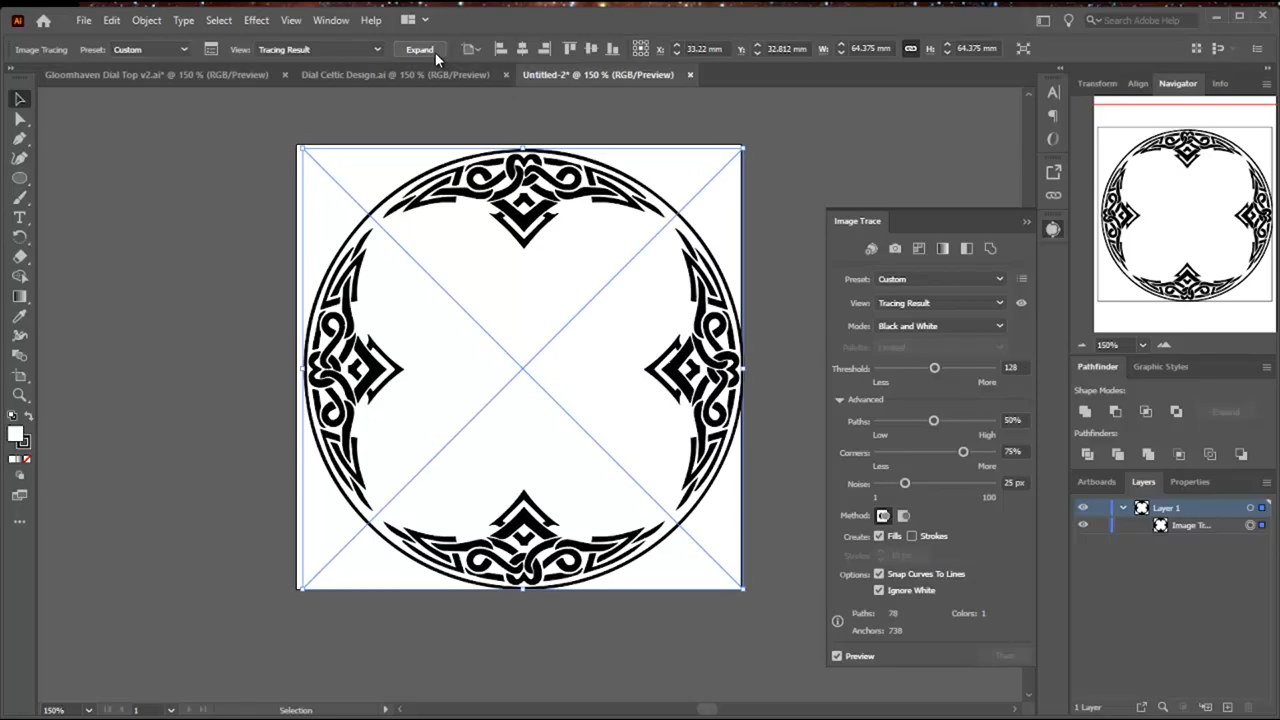 Ai File Edit Object Type Select Effect View Window Help Search Adobe Help
Image Tracing Preset: Custom View: Tracing Result Expand X: 33.22 mm Y: 32.812 mm W: 64.375 mm H: 64.375 mm
Gloomhaven Dial Top v2.ai* @ 150 % (RGB/Preview) Dial Celtic Design.ai @ 150 % (RGB/Preview) Untitled-2* @ 150 % (RGB/Preview)
Transform Align Navigator Info
150%
Image Trace
Preset: Custom
View: Tracing Result
Mode: Black and White
Threshold: 128
Less More
Advanced
Paths: 50%
Low High
Corners: 75%
Less More
Noise: 25 px
1 100
Method:
Create: Fills Strokes
Options: Snap Curves To Lines
Ignore White
Paths: 78 Colors: 1
Anchors: 738
Preview
Pathfinder Graphic Styles
Shape Modes:
Expand
Pathfinders:
Artboards Layers Properties
Layer 1
Image Tr...
1 Layer
150% 1 Selection